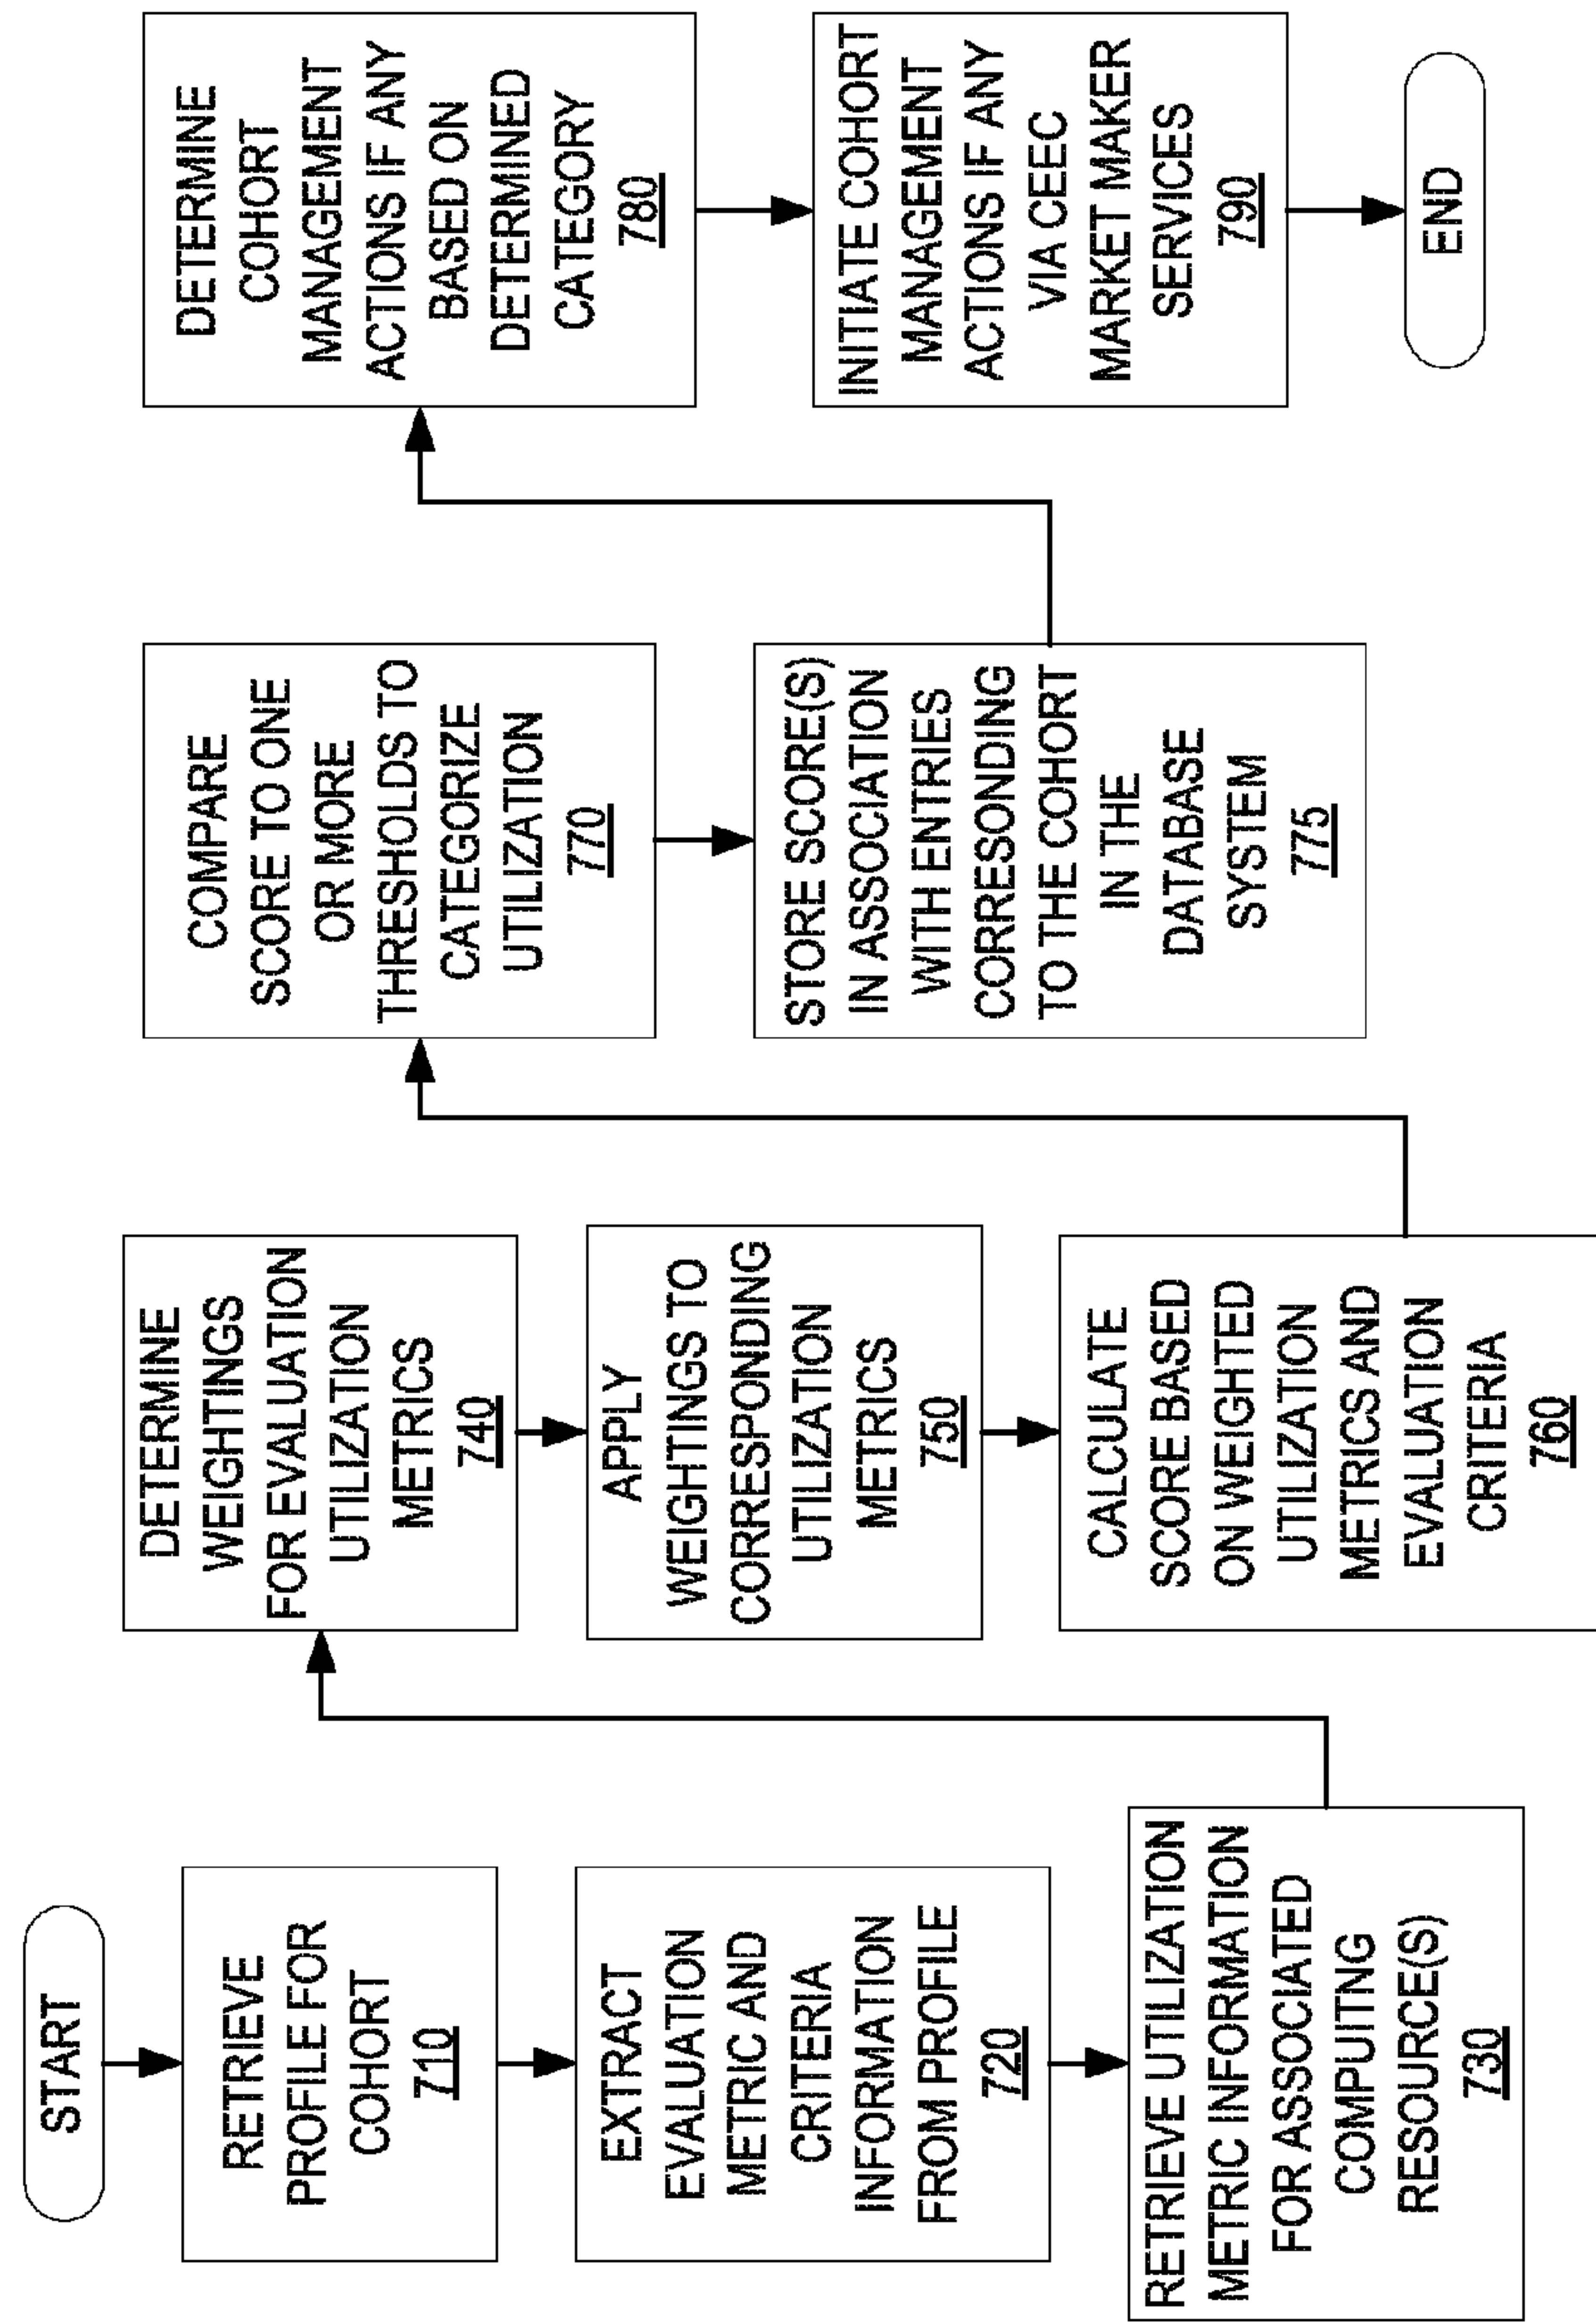 START
RETRIEVE
PROFILE FOR
COHORT
710
EXTRACT
EVALUATION
METRIC AND
CRITERIA
INFORMATION
FROM PROFILE
720
RETRIEVE UTILIZATION
METRIC INFORMATION
FOR ASSOCIATED
COMPUITNG
RESOURCE(S)
730
DETERMINE
WEIGHTINGS
FOR EVALUATION
UTILIZATION
METRICS
740
APPLY
WEIGHTINGS TO
CORRESPONDING
UTILIZATION
METRICS
750
CALCULATE
SCORE BASED
ON WEIGHTED
UTILIZATION
METRICS AND
EVALUATION
CRITERIA
760
COMPARE
SCORE TO ONE
OR MORE
THRESHOLDS TO
CATEGORIZE
UTILIZATION
770
STORE SCORE(S)
IN ASSOCIATION
WITH ENTRIES
CORRESONDING
TO THE COHORT
IN THE
DATABASE
SYSTEM
775
DETERMINE
COHORT
MANAGEMENT
ACTIONS IF ANY
BASED ON
DETERMINED
CATEGORY
780
INITIATE COHORT
MANAGEMENT
ACTIONS IF ANY
VIA CEEC
MARKET MAKER
SERVICES
790
END